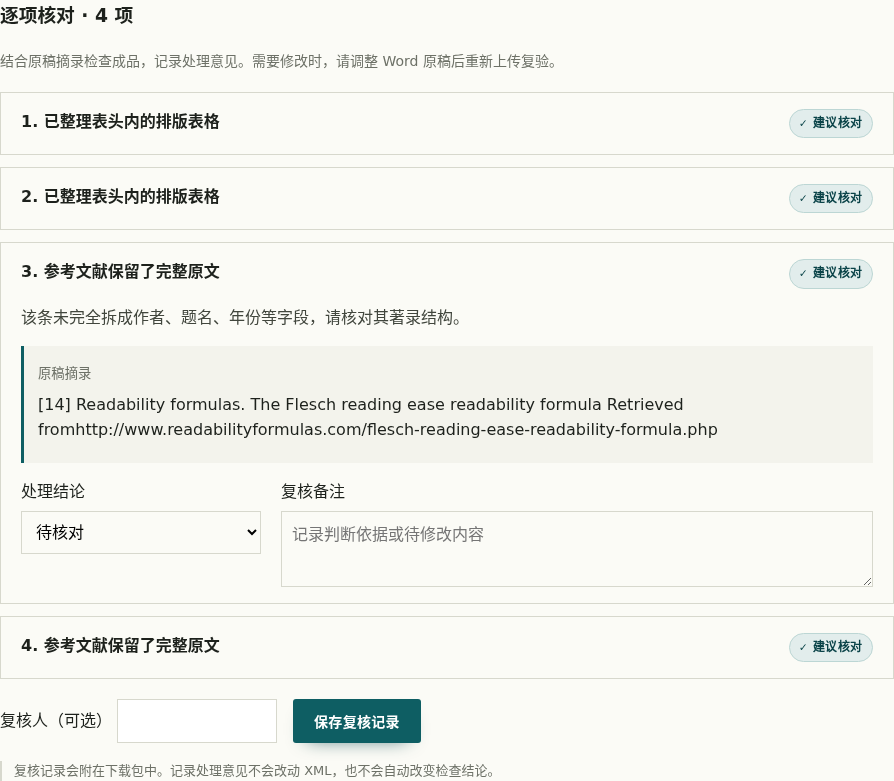 逐项核对 · 4 项
结合原稿摘录检查成品，记录处理意见。需要修改时，请调整 Word 原稿后重新上传复验。
1. 已整理表头内的排版表格
✓ 建议核对
2. 已整理表头内的排版表格
✓ 建议核对
3. 参考文献保留了完整原文
✓ 建议核对
该条未完全拆成作者、题名、年份等字段，请核对其著录结构。
原稿摘录
[14] Readability formulas. The Flesch reading ease readability formula Retrieved
fromhttp://www.readabilityformulas.com/flesch-reading-ease-readability-formula.php
处理结论
复核备注
待核对
记录判断依据或待修改内容
4. 参考文献保留了完整原文
✓ 建议核对
复核人（可选）
保存复核记录
复核记录会附在下载包中。记录处理意见不会改动 XML，也不会自动改变检查结论。